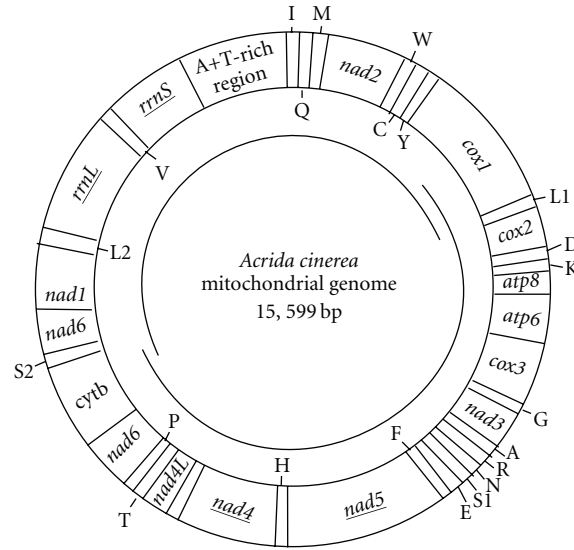 I
M
W
A+T-rich
region
nad2
rrnS
Q
C
Y
cox1
V
rrnL
L1
cox2
L2
D
K
Acrida cinerea
mitochondrial genome
15, 599 bp
atp8
nad1
atp6
nad6
S2
cox3
cytb
G
nad3
P
F
A
nad6
R
H
N
nad4L
S1
T
nad4
nad5
E